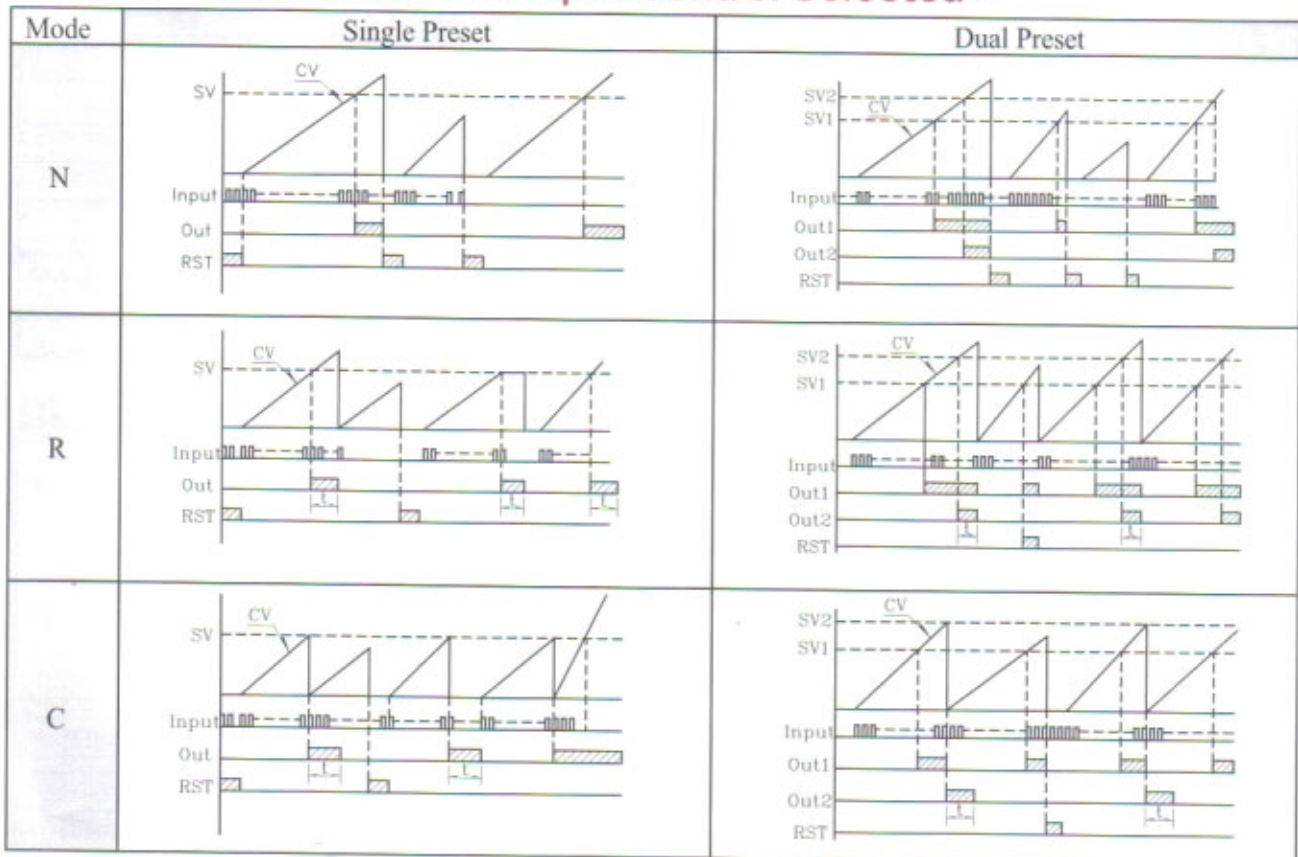 Selected
Mode Single Preset Dual Preset
N
CV
SV
Input
Out
RST
SV2
SV1
CV
Input
Out1
Out2
RST
R
CV
SV
Input
Out
t t t
RST
CV
SV2
SV1
Input
Out1
Out2
t t
RST
C
CV
SV
Input
Out
t t
RST
CV
SV2
SV1
Input
Out1
Out2
t t
RST